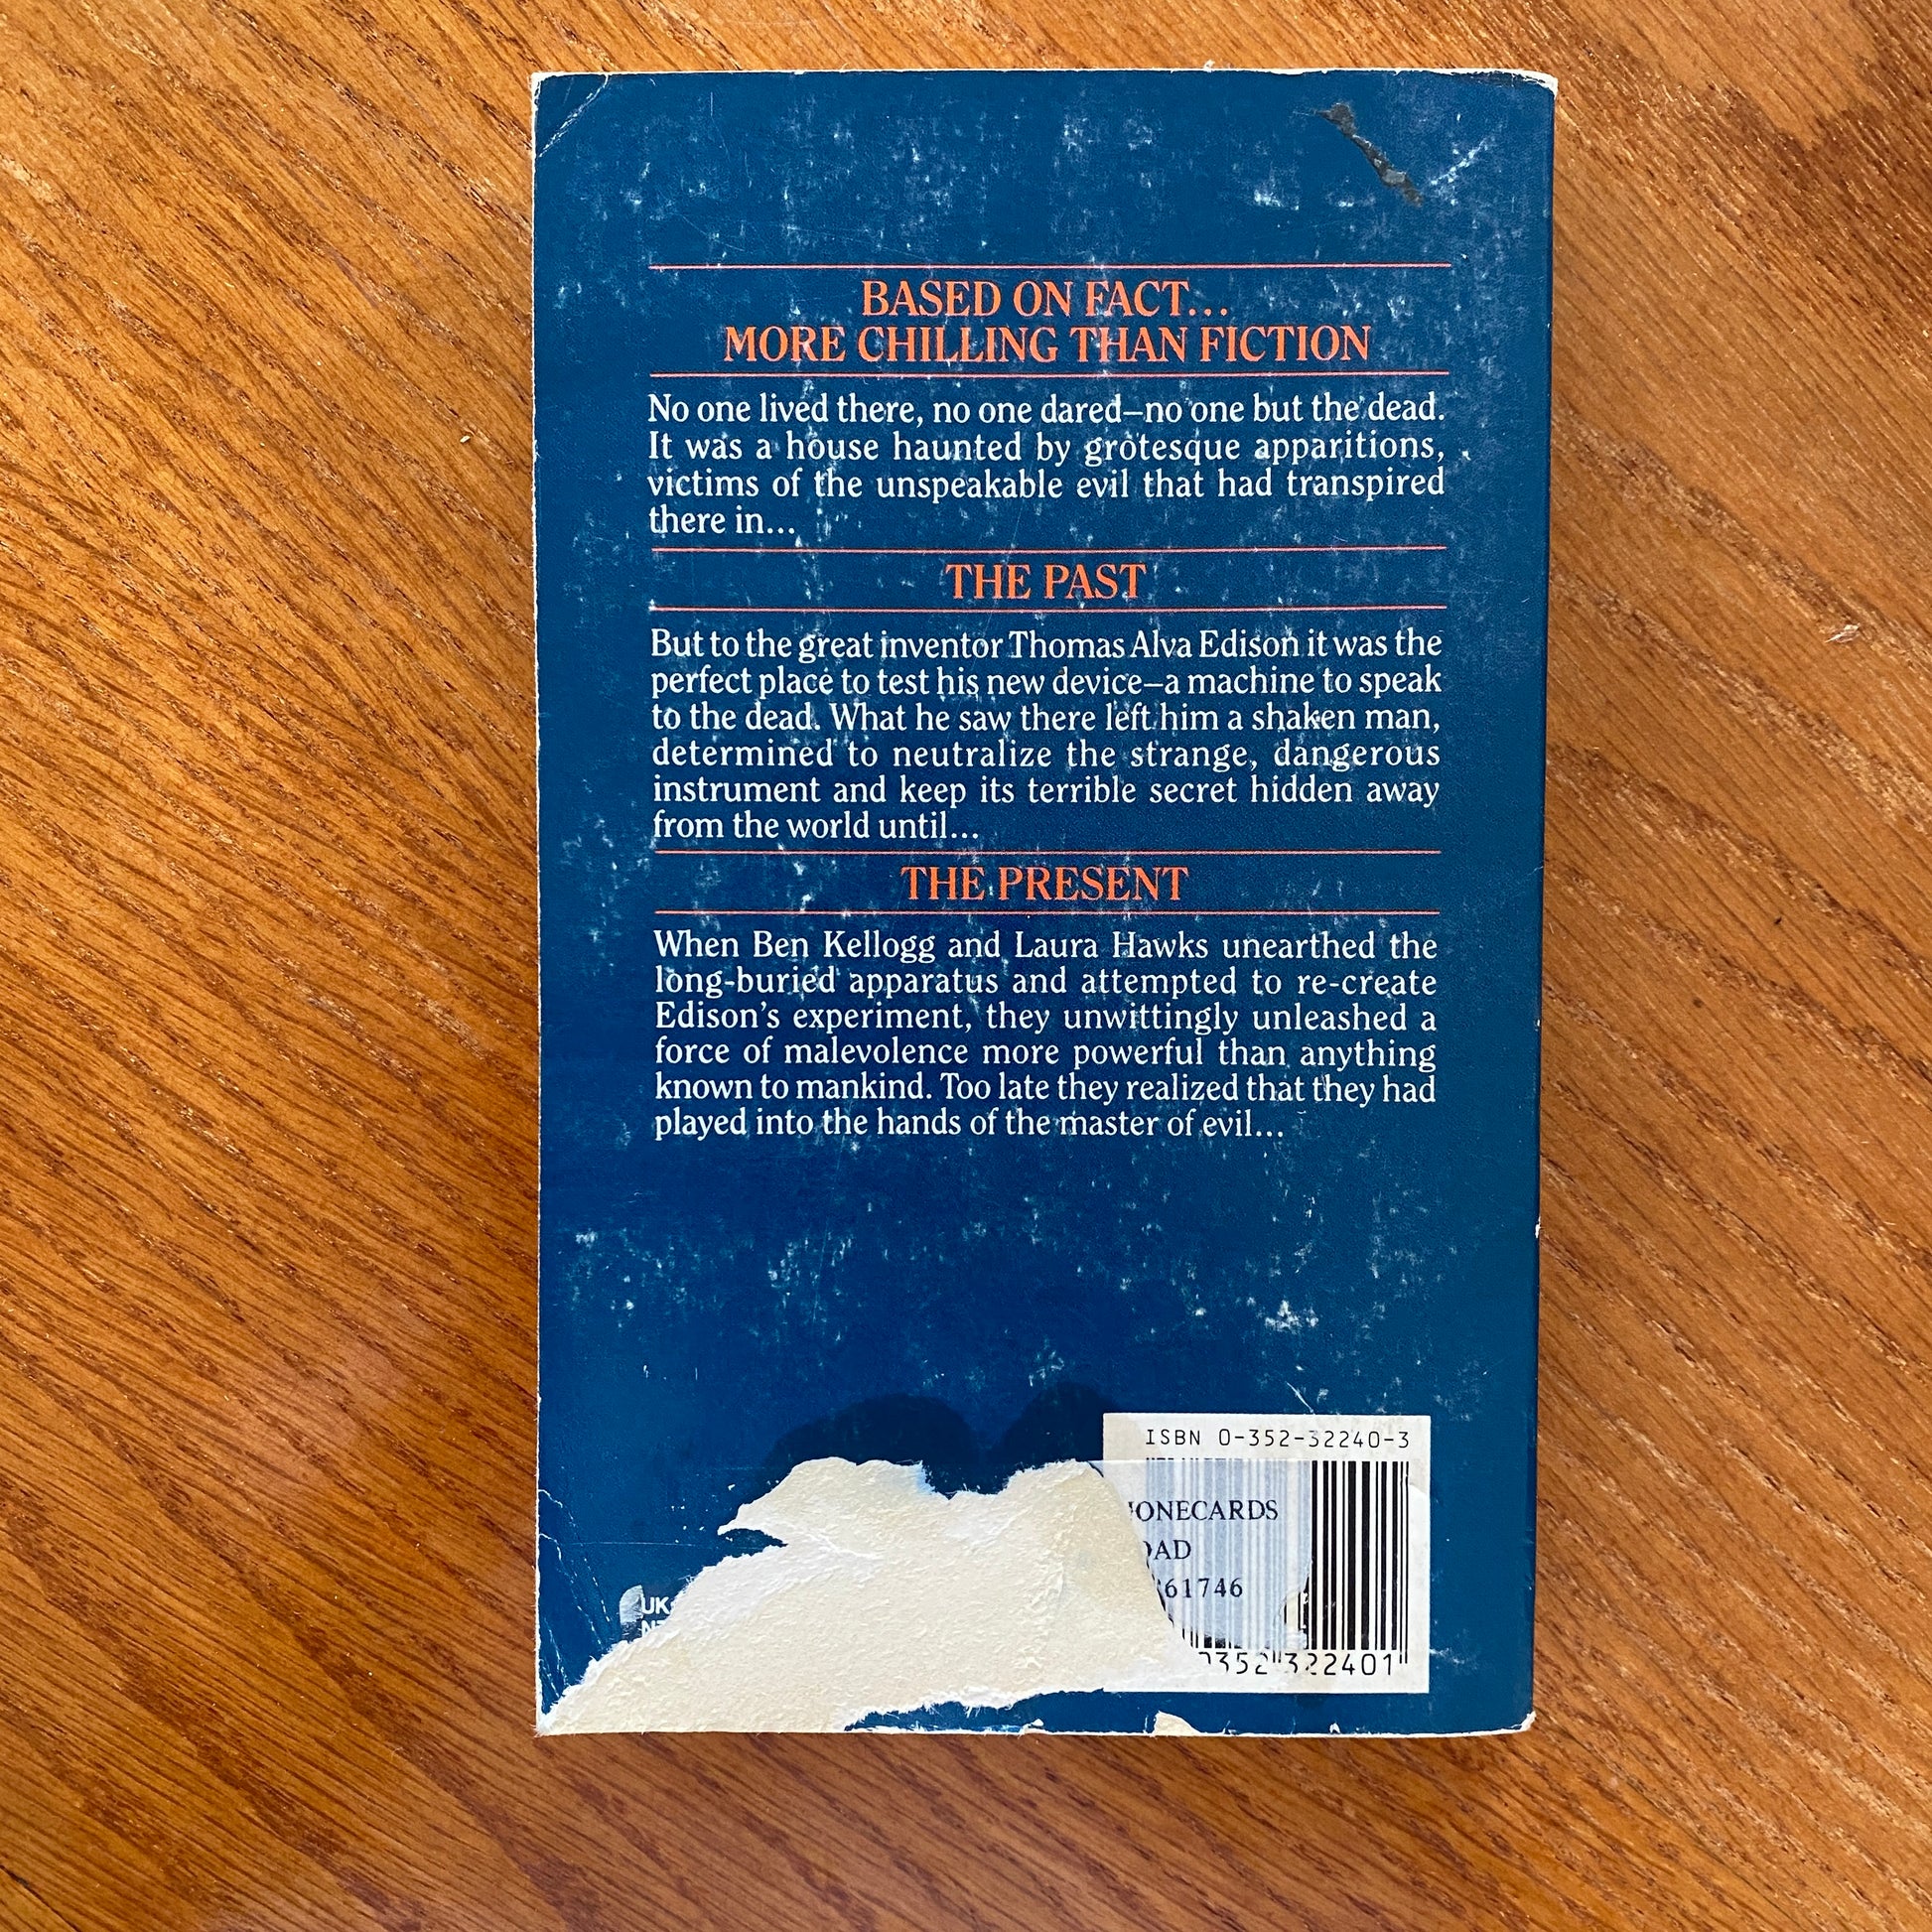 BASED ON FACT...
MORE CHILLING THAN FICTION
No one lived there, no one dared–no one but the dead.
It was a house haunted by grotesque apparitions,
victims of the unspeakable evil that had transpired
there in...
THE PAST
But to the great inventor Thomas Alva Edison it was the
perfect place to test his new device–a machine to speak
to the dead. What he saw there left him a shaken man,
determined to neutralize the strange, dangerous
instrument and keep its terrible secret hidden away
from the world until...
THE PRESENT
When Ben Kellogg and Laura Hawks unearthed the
long-buried apparatus and attempted to re-create
Edison's experiment, they unwittingly unleashed a
force of malevolence more powerful than anything
known to mankind. Too late they realized that they had
played into the hands of the master of evil...
ISBN 0-352-32240-3
ONECARDS
OAD
61746
UK:
352 322401